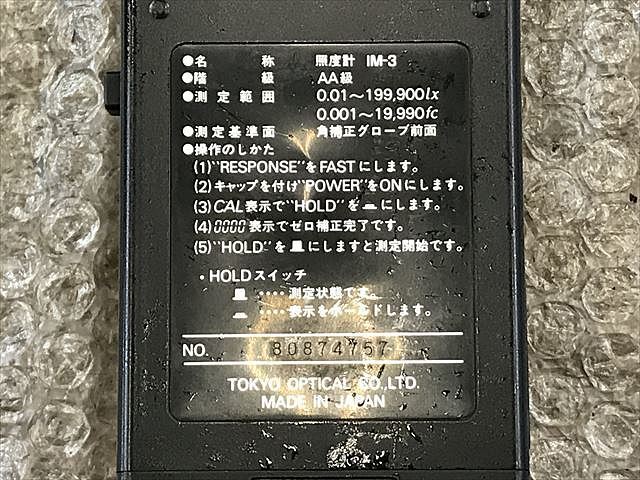 ●名　称　照度計 IM-3
●階　級　AA級
●測定範囲　0.01〜199,900lx
0.001〜19,990fc
●測定基準面　角補正グローブ前面
●操作のしかた
(1)"RESPONSE"をFASTにします。
(2)キャップを付け"POWER"をONにします。
(3)CAL表示で"HOLD"を▂にします。
(4)0000表示でゼロ補正完了です。
(5)"HOLD"を▟にしますと測定開始です。
・HOLDスイッチ
‥‥測定状態です。
‥‥表示をホールドします。
NO. 80874757
TOKYO OPTICAL CO.,LTD.
MADE IN JAPAN